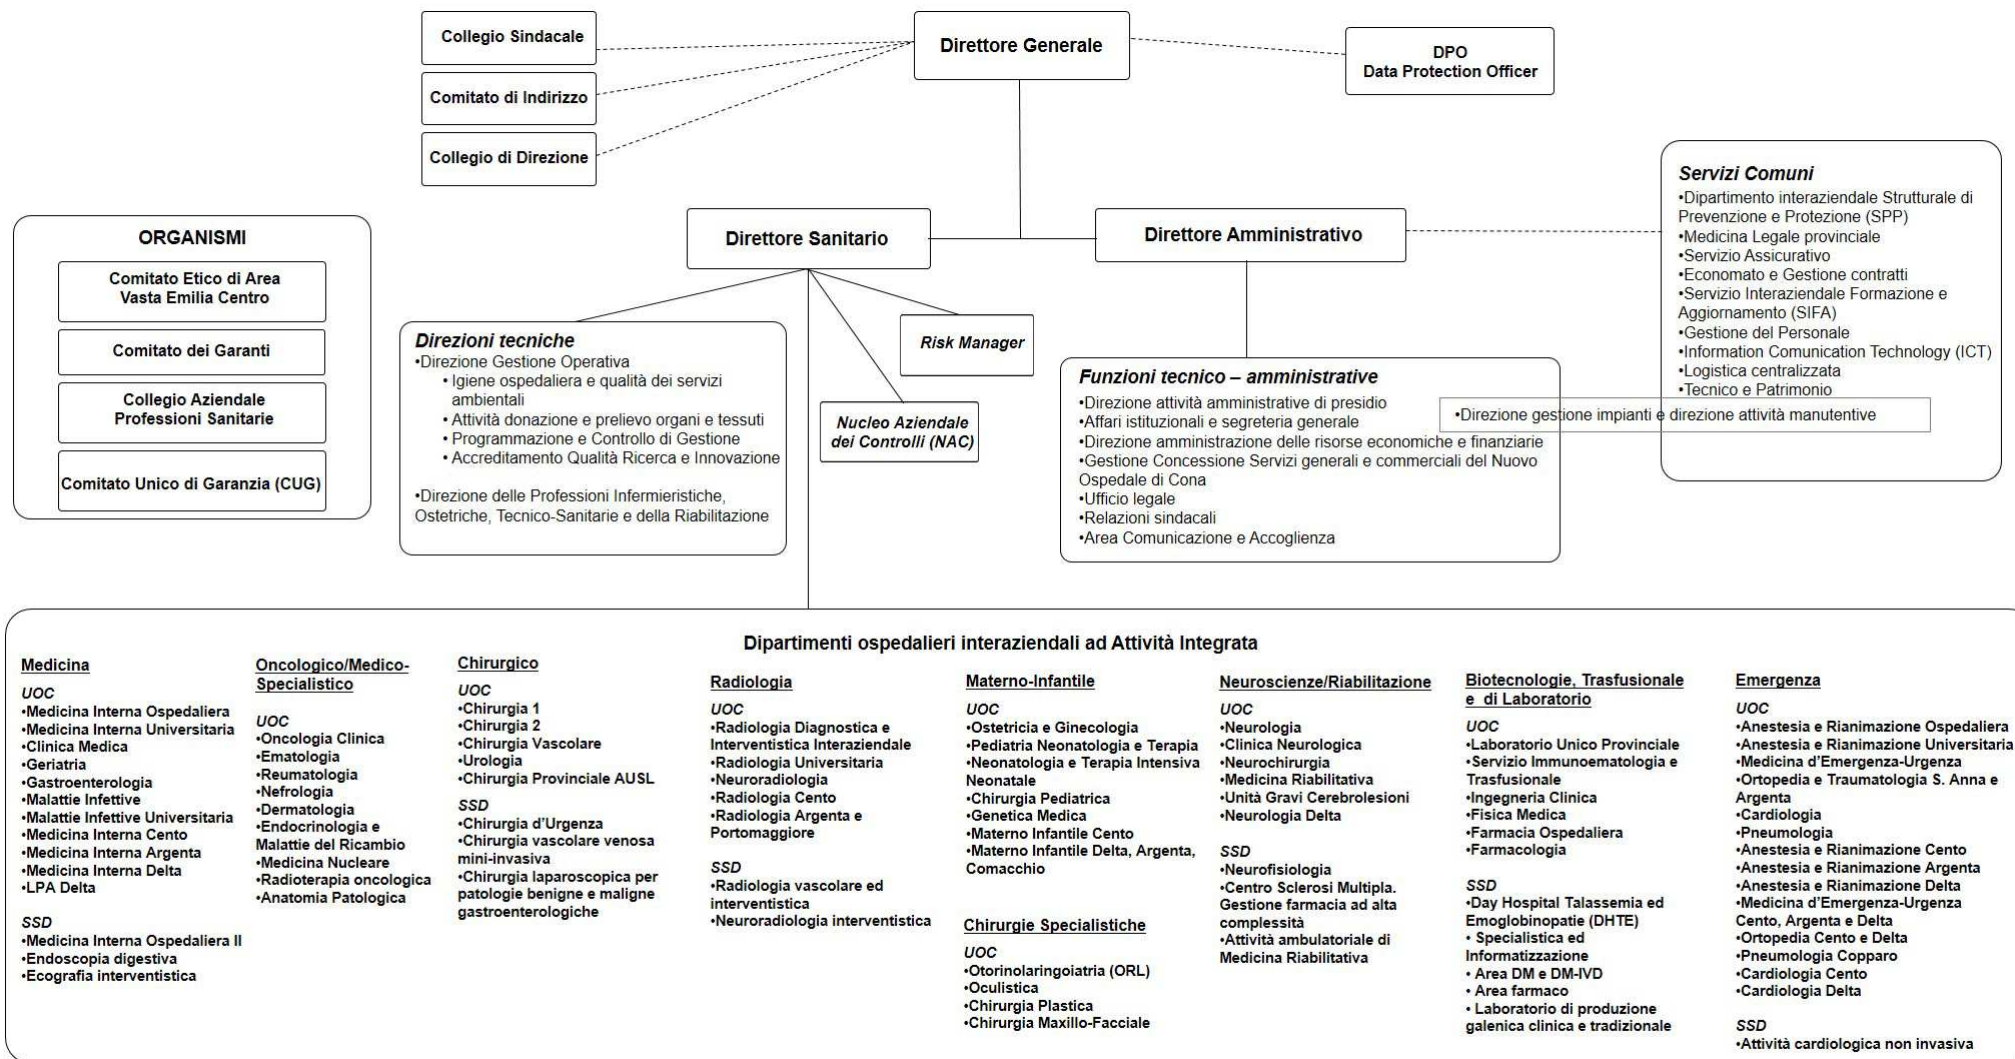 Collegio Sindacale
Comitato di Indirizzo
Collegio di Direzione
Direttore Generale
DPO
Data Protection Officer
Direttore Sanitario
Direttore Amministrativo
Servizi Comuni
•Dipartimento interaziendale Strutturale di
Prevenzione e Protezione (SPP)
•Medicina Legale provinciale
•Servizio Assicurativo
•Economato e Gestione contratti
•Servizio Interaziendale Formazione e
Aggiornamento (SIFA)
•Gestione del Personale
•Information Comunication Technology (ICT)
•Logistica centralizzata
•Tecnico e Patrimonio
•Direzione gestione impianti e direzione attività manutentive
ORGANISMI
Comitato Etico di Area
Vasta Emilia Centro
Comitato dei Garanti
Collegio Aziendale
Professioni Sanitarie
Comitato Unico di Garanzia (CUG)
Direzioni tecniche
•Direzione Gestione Operativa
• Igiene ospedaliera e qualità dei servizi
ambientali
• Attività donazione e prelievo organi e tessuti
• Programmazione e Controllo di Gestione
• Accreditamento Qualità Ricerca e Innovazione
•Direzione delle Professioni Infermieristiche,
Ostetriche, Tecnico-Sanitarie e della Riabilitazione
Risk Manager
Nucleo Aziendale
dei Controlli (NAC)
Funzioni tecnico – amministrative
•Direzione attività amministrative di presidio
•Affari istituzionali e segreteria generale
•Direzione amministrazione delle risorse economiche e finanziarie
•Gestione Concessione Servizi generali e commerciali del Nuovo
Ospedale di Cona
•Ufficio legale
•Relazioni sindacali
•Area Comunicazione e Accoglienza
Dipartimenti ospedalieri interaziendali ad Attività Integrata
Medicina
UOC
•Medicina Interna Ospedaliera
•Medicina Interna Universitaria
•Clinica Medica
•Geriatria
•Gastroenterologia
•Malattie Infettive
•Malattie Infettive Universitaria
•Medicina Interna Cento
•Medicina Interna Argenta
•Medicina Interna Delta
•LPA Delta
SSD
•Medicina Interna Ospedaliera II
•Endoscopia digestiva
•Ecografia interventistica
Oncologico/Medico-
Specialistico
UOC
•Oncologia Clinica
•Ematologia
•Reumatologia
•Nefrologia
•Dermatologia
•Endocrinologia e
Malattie del Ricambio
•Medicina Nucleare
•Radioterapia oncologica
•Anatomia Patologica
Chirurgico
UOC
•Chirurgia 1
•Chirurgia 2
•Chirurgia Vascolare
•Urologia
•Chirurgia Provinciale AUSL
SSD
•Chirurgia d'Urgenza
•Chirurgia vascolare venosa
mini-invasiva
•Chirurgia laparoscopica per
patologie benigne e maligne
gastroenterologiche
Radiologia
UOC
•Radiologia Diagnostica e
Interventistica Interaziendale
•Radiologia Universitaria
•Neuroradiologia
•Radiologia Cento
•Radiologia Argenta e
Portomaggiore
SSD
•Radiologia vascolare ed
interventistica
•Neuroradiologia interventistica
Materno-Infantile
UOC
•Ostetricia e Ginecologia
•Pediatria Neonatologia e Terapia
•Neonatologia e Terapia Intensiva
Neonatale
•Chirurgia Pediatrica
•Genetica Medica
•Materno Infantile Cento
•Materno Infantile Delta, Argenta,
Comacchio
Chirurgie Specialistiche
UOC
•Otorinolaringoiatria (ORL)
•Oculistica
•Chirurgia Plastica
•Chirurgia Maxillo-Facciale
Neuroscienze/Riabilitazione
UOC
•Neurologia
•Clinica Neurologica
•Neurochirurgia
•Medicina Riabilitativa
•Unità Gravi Cerebrolesioni
•Neurologia Delta
SSD
•Neurofisiologia
•Centro Sclerosi Multipla.
Gestione farmacia ad alta
complessità
•Attività ambulatoriale di
Medicina Riabilitativa
Biotecnologie, Trasfusionale
e di Laboratorio
UOC
•Laboratorio Unico Provinciale
•Servizio Immunoematologia e
Trasfusionale
•Ingegneria Clinica
•Fisica Medica
•Farmacia Ospedaliera
•Farmacologia
SSD
•Day Hospital Talassemia ed
Emoglobinopatie (DHTE)
• Specialistica ed
Informatizzazione
• Area DM e DM-IVD
• Area farmaco
• Laboratorio di produzione
galenica clinica e tradizionale
Emergenza
UOC
•Anestesia e Rianimazione Ospedaliera
•Anestesia e Rianimazione Universitaria
•Medicina d'Emergenza-Urgenza
•Ortopedia e Traumatologia S. Anna e
Argenta
•Cardiologia
•Pneumologia
•Anestesia e Rianimazione Cento
•Anestesia e Rianimazione Argenta
•Anestesia e Rianimazione Delta
•Medicina d'Emergenza-Urgenza
Cento, Argenta e Delta
•Ortopedia Cento e Delta
•Pneumologia Copparo
•Cardiologia Cento
•Cardiologia Delta
SSD
•Attività cardiologica non invasiva